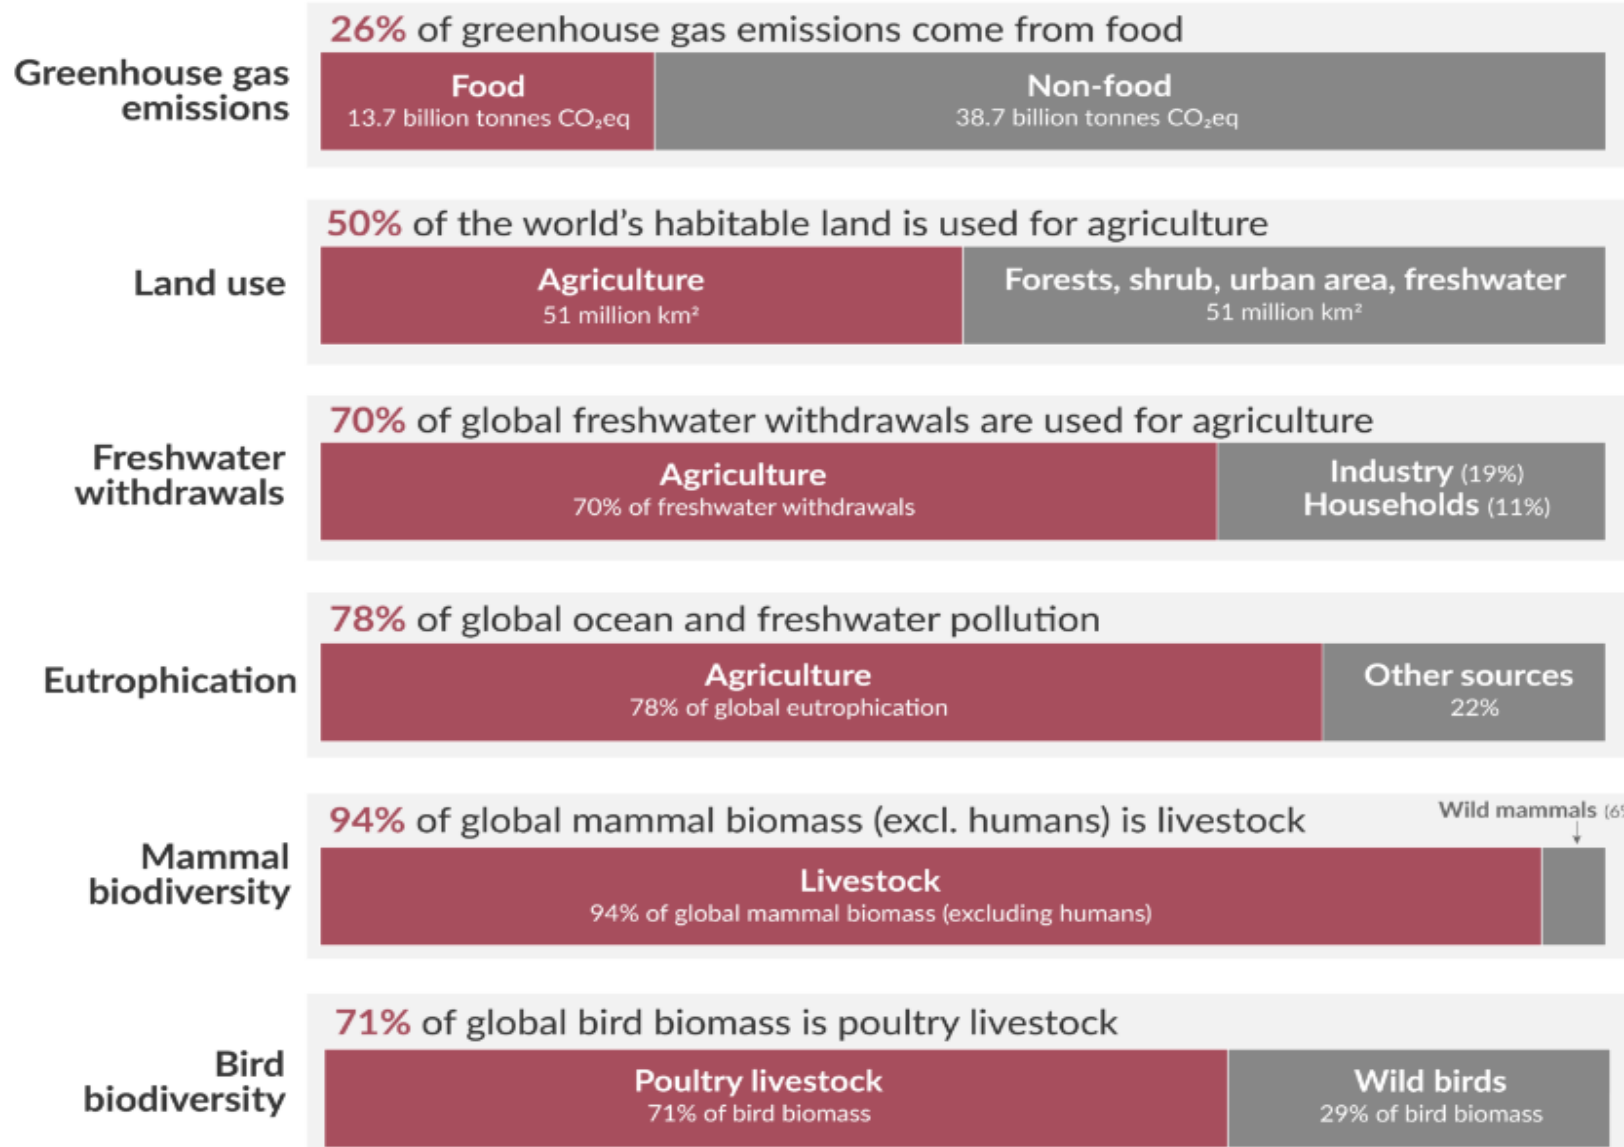 26% of greenhouse gas emissions come from food
Greenhouse gas
emissions
Food
13.7 billion tonnes CO₂eq
Non-food
38.7 billion tonnes CO₂eq
50% of the world's habitable land is used for agriculture
Land use
Agriculture
51 million km²
Forests, shrub, urban area, freshwater
51 million km²
70% of global freshwater withdrawals are used for agriculture
Freshwater
withdrawals
Agriculture
70% of freshwater withdrawals
Industry (19%)
Households (11%)
78% of global ocean and freshwater pollution
Eutrophication
Agriculture
78% of global eutrophication
Other sources
22%
94% of global mammal biomass (excl. humans) is livestock
Wild mammals (6%
Mammal
biodiversity
Livestock
94% of global mammal biomass (excluding humans)
71% of global bird biomass is poultry livestock
Bird
biodiversity
Poultry livestock
71% of bird biomass
Wild birds
29% of bird biomass